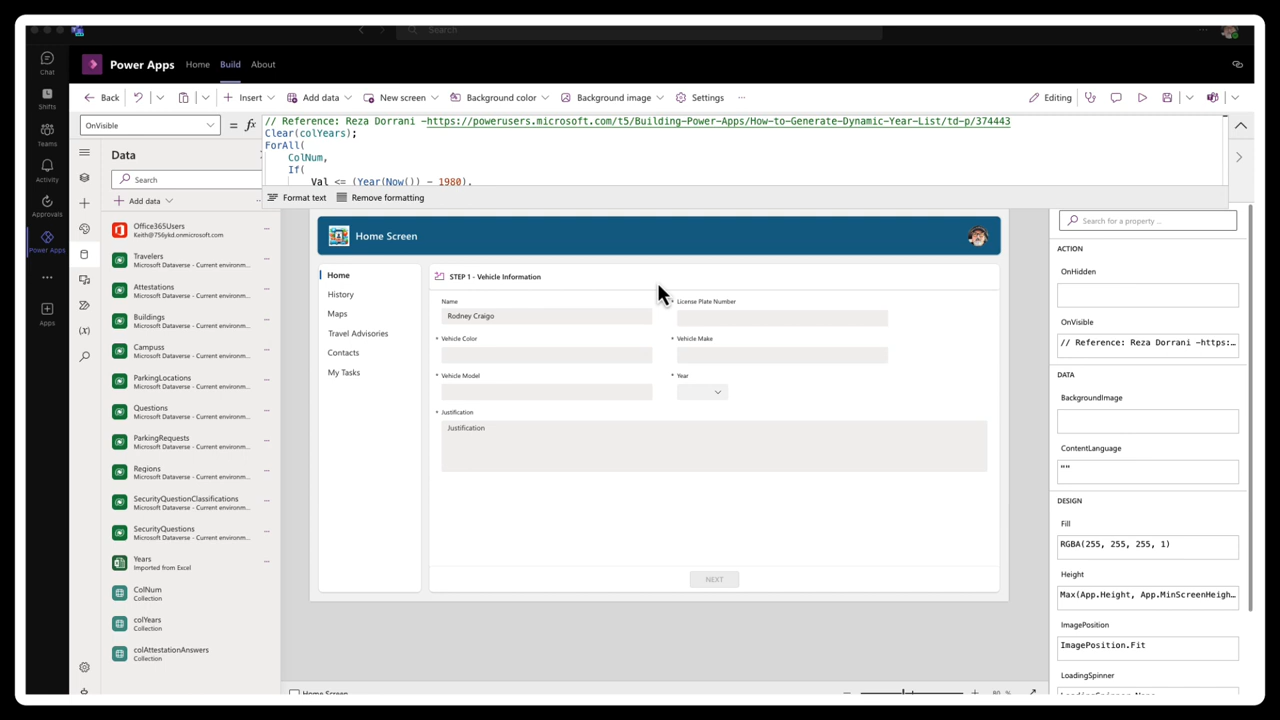 Search
Chat
Shifts
Teams
Activity
Approvals
Power Apps
Apps
Power Apps
Home
Build
About
Back
Insert
Add data
New screen
Background color
Background image
Settings
Editing
OnVisible
= fx
// Reference: Reza Dorrani -https://powerusers.microsoft.com/t5/Building-Power-Apps/How-to-Generate-Dynamic-Year-List/td-p/374443
Clear(colYears);
ForAll(
ColNum,
If(
Val <= (Year(Now()) - 1980),
Format text
Remove formatting
Data
Search
Add data
Office365Users
Keith@756ykd.onmicrosoft.com
Travelers
Microsoft Dataverse - Current environm...
Attestations
Microsoft Dataverse - Current environm...
Buildings
Microsoft Dataverse - Current environm...
Campuss
Microsoft Dataverse - Current environm...
ParkingLocations
Microsoft Dataverse - Current environm...
Questions
Microsoft Dataverse - Current environm...
ParkingRequests
Microsoft Dataverse - Current environm...
Regions
Microsoft Dataverse - Current environm...
SecurityQuestionClassifications
Microsoft Dataverse - Current environm...
SecurityQuestions
Microsoft Dataverse - Current environm...
Years
Imported from Excel
ColNum
Collection
colYears
Collection
colAttestationAnswers
Collection
Home Screen
Home
History
Maps
Travel Advisories
Contacts
My Tasks
STEP 1 - Vehicle Information
Name
Rodney Craigo
* License Plate Number
* Vehicle Color
* Vehicle Make
* Vehicle Model
* Year
* Justification
Justification
NEXT
Home Screen
80 %
Search for a property ...
ACTION
OnHidden
OnVisible
// Reference: Reza Dorrani -https:...
DATA
BackgroundImage
ContentLanguage
""
DESIGN
Fill
RGBA(255, 255, 255, 1)
Height
Max(App.Height, App.MinScreenHeigh...
ImagePosition
ImagePosition.Fit
LoadingSpinner
LoadingSpinner.None